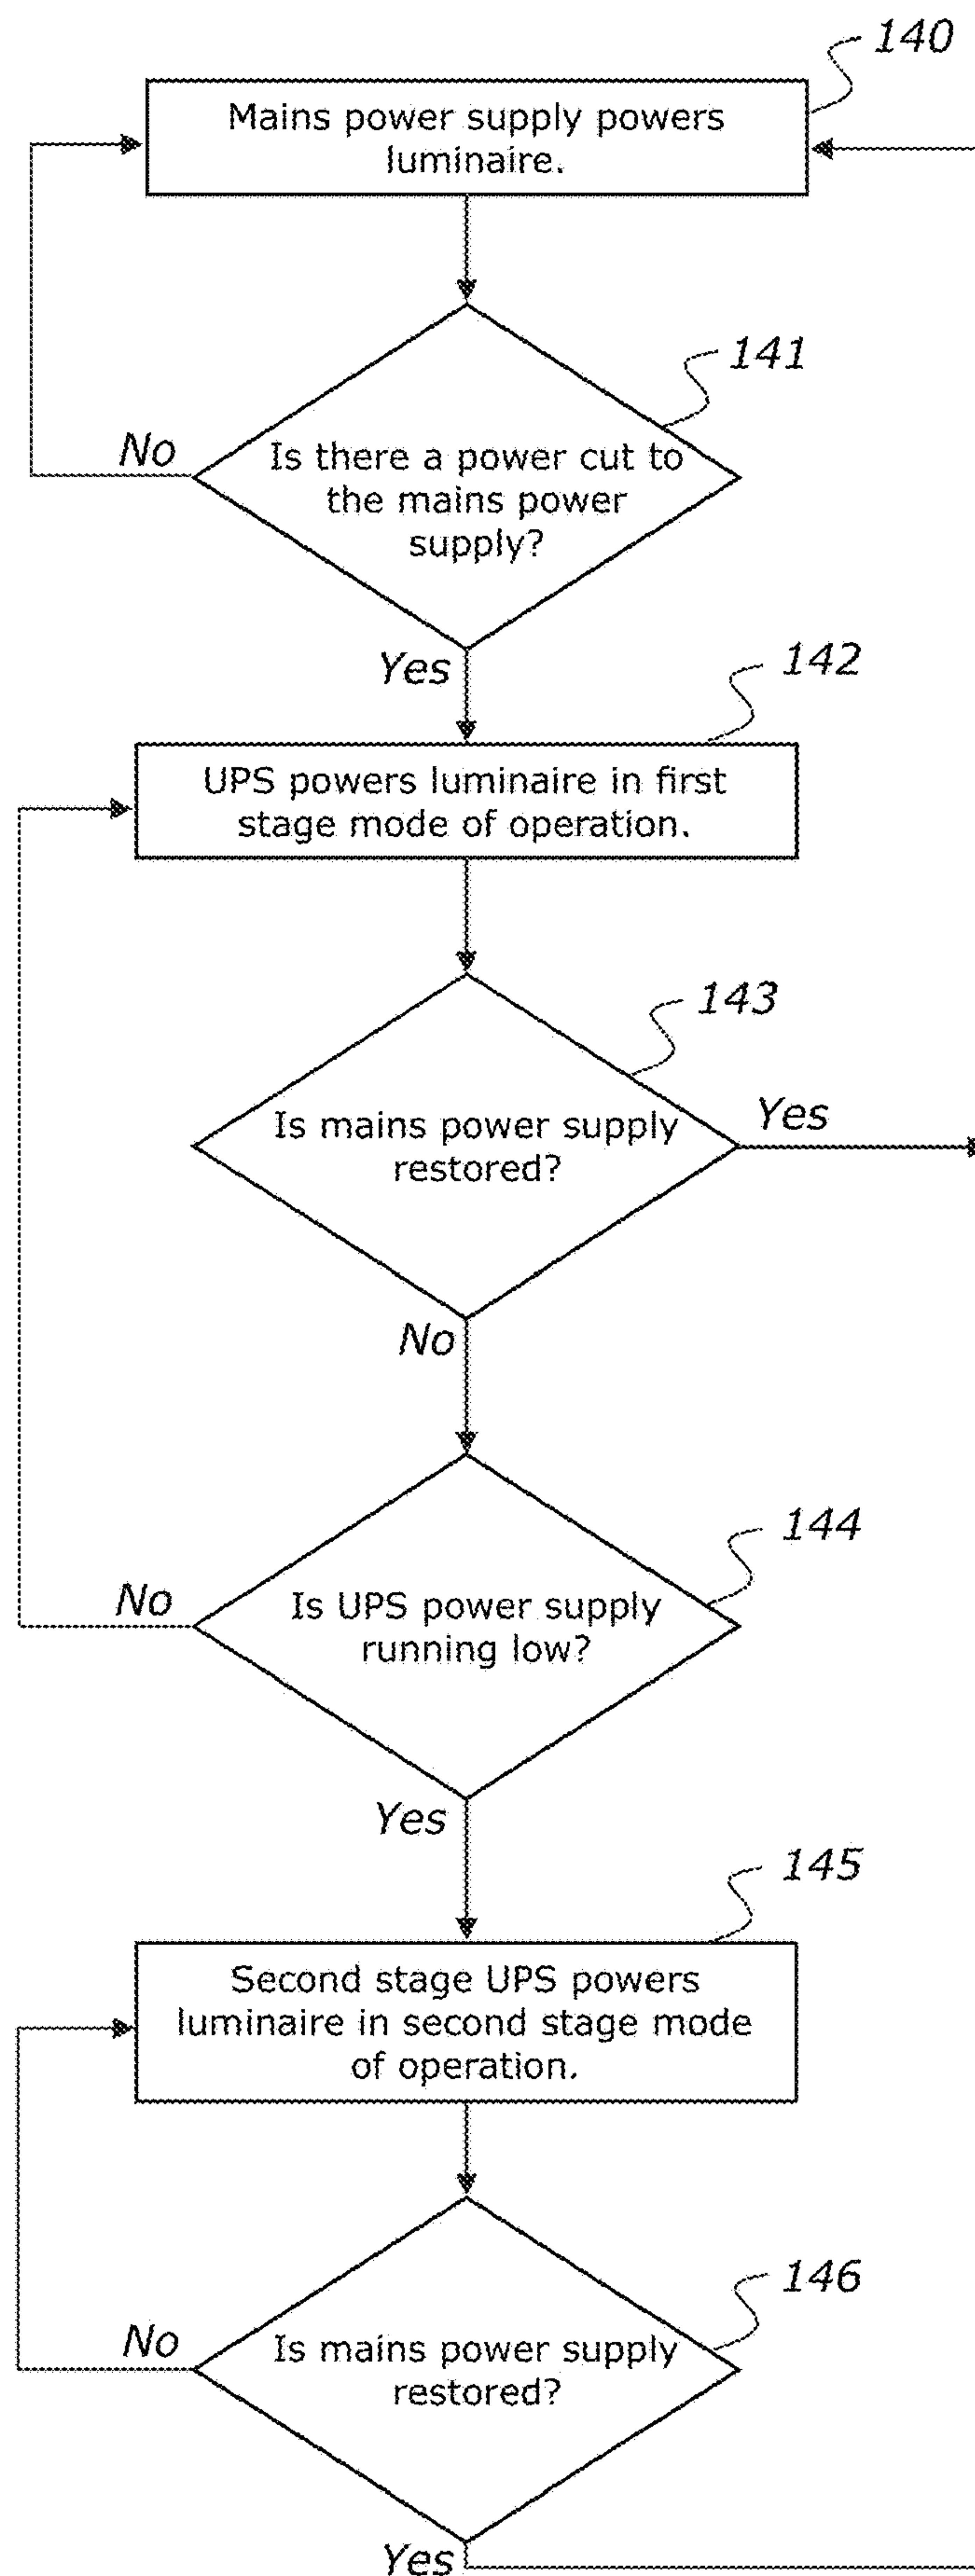 140
Mains power supply powers
luminaire.
141
No
Is there a power cut to
the mains power
supply?
Yes
142
UPS powers luminaire in first
stage mode of operation.
143
Yes
Is mains power supply
restored?
No
144
No
Is UPS power supply
running low?
Yes
145
Second stage UPS powers
luminaire in second stage mode
of operation.
146
No
Is mains power supply
restored?
Yes